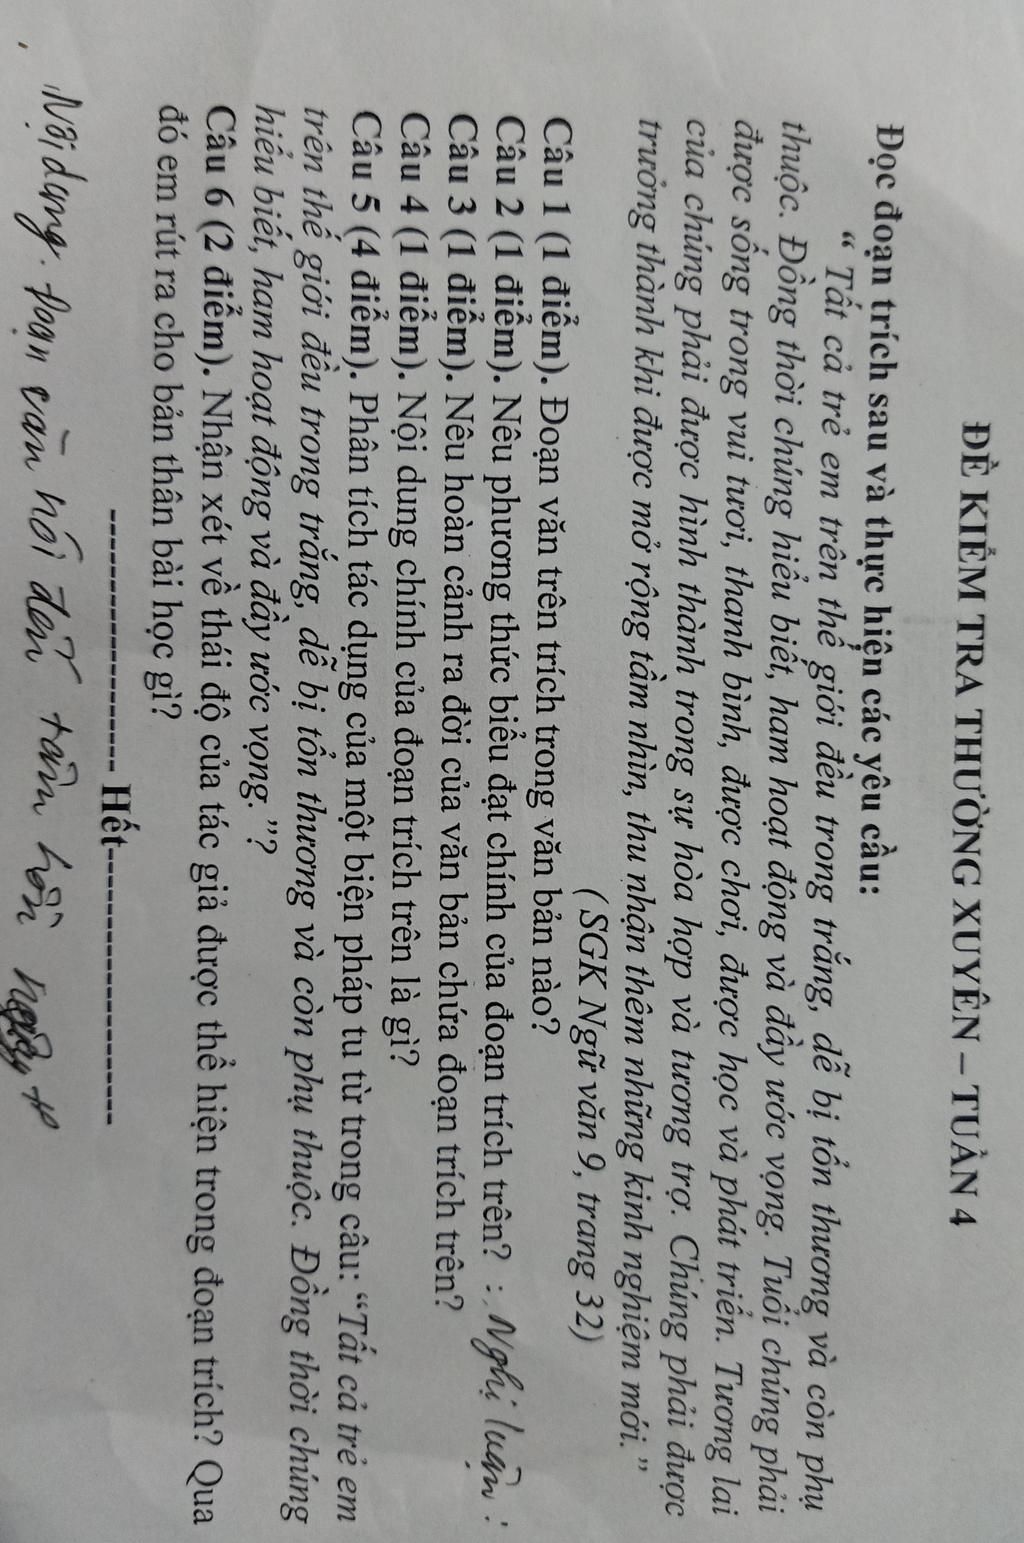 ĐỀ KIỂM TRA THƯỜNG XUYÊN – TUẦN 4
Đọc đoạn trích sau và thực hiện các yêu cầu:
“ Tất cả trẻ em trên thế giới đều trong trắng, dễ bị tổn thương và còn phụ
thuộc. Đồng thời chúng hiểu biết, ham hoạt động và đầy ước vọng. Tuổi chúng phải
được sống trong vui tươi, thanh bình, được chơi, được học và phát triển. Tương lai
của chúng phải được hình thành trong sự hòa hợp và tương trợ. Chúng phải được
trưởng thành khi được mở rộng tầm nhìn, thu nhận thêm những kinh nghiệm mới.”
( SGK Ngữ văn 9, trang 32)
Câu 1 (1 điểm). Đoạn văn trên trích trong văn bản nào?
Câu 2 (1 điểm). Nêu phương thức biểu đạt chính của đoạn trích trên? : Nghị luận :
Câu 3 (1 điểm). Nêu hoàn cảnh ra đời của văn bản chứa đoạn trích trên?
Câu 4 (1 điểm). Nội dung chính của đoạn trích trên là gì?
Câu 5 (4 điểm). Phân tích tác dụng của một biện pháp tu từ trong câu: “Tất cả trẻ em
trên thế giới đều trong trắng, dễ bị tổn thương và còn phụ thuộc. Đồng thời chúng
hiểu biết, ham hoạt động và đầy ước vọng.”?
Câu 6 (2 điểm). Nhận xét về thái độ của tác giả được thể hiện trong đoạn trích? Qua
đó em rút ra cho bản thân bài học gì?
-------------------- Hết----------------------
Nội dung. Đoạn văn nói đến tâm hồn